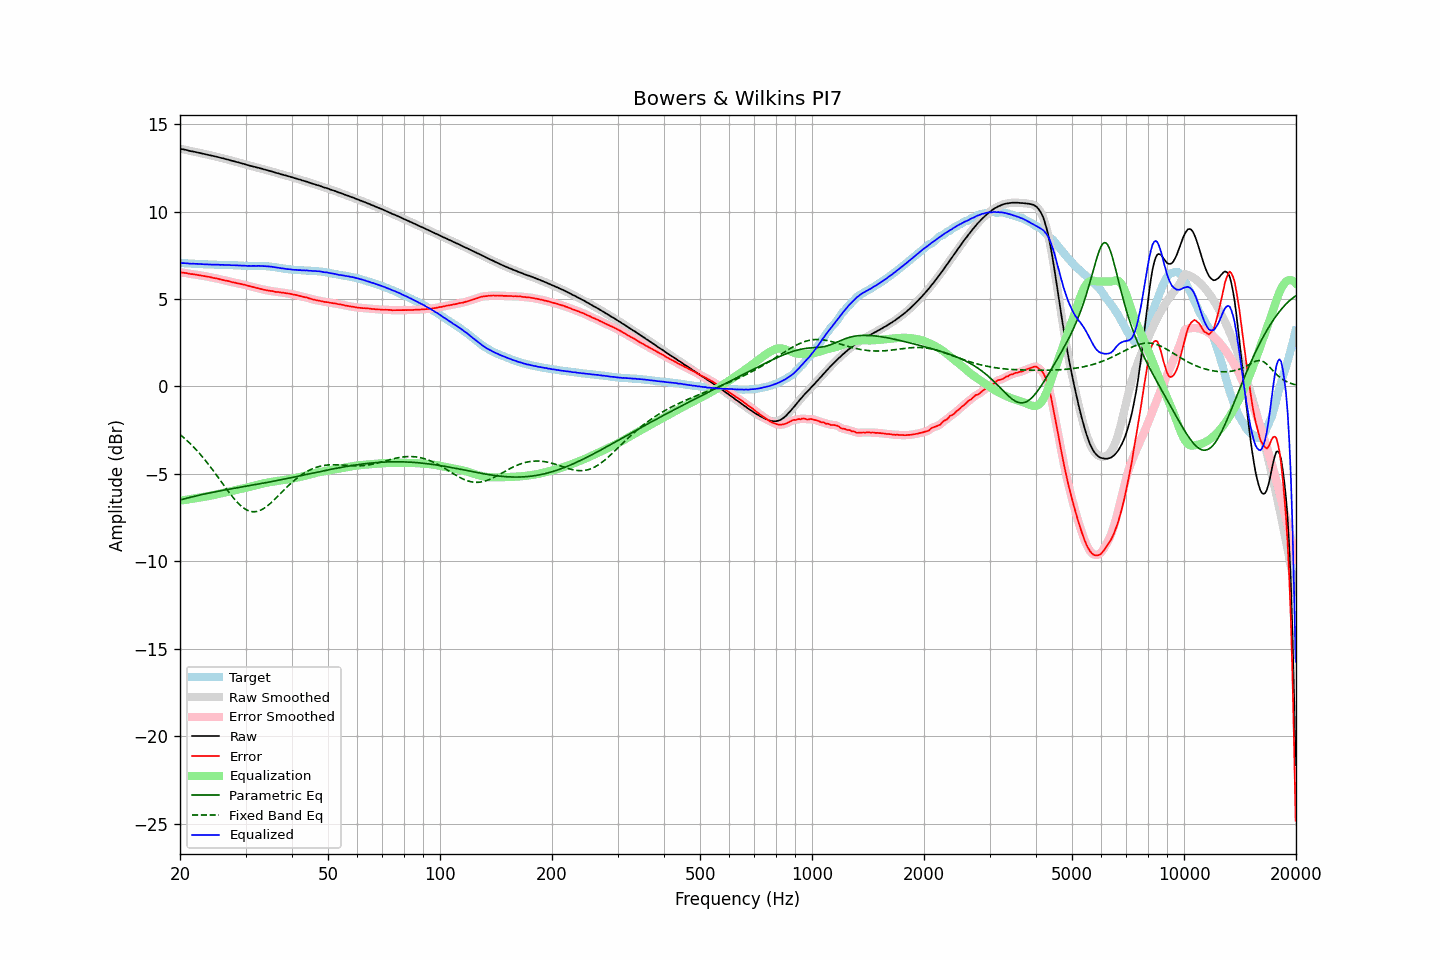 Bowers & Wilkins PI7
Amplitude (dBr)
15
10
5
0
−5
−10
−15
−20
−25
Target
Raw Smoothed
Error Smoothed
Raw
Error
Equalization
Parametric Eq
Fixed Band Eq
Equalized
20 50 100 200 500 1000 2000 5000 10000 20000
Frequency (Hz)